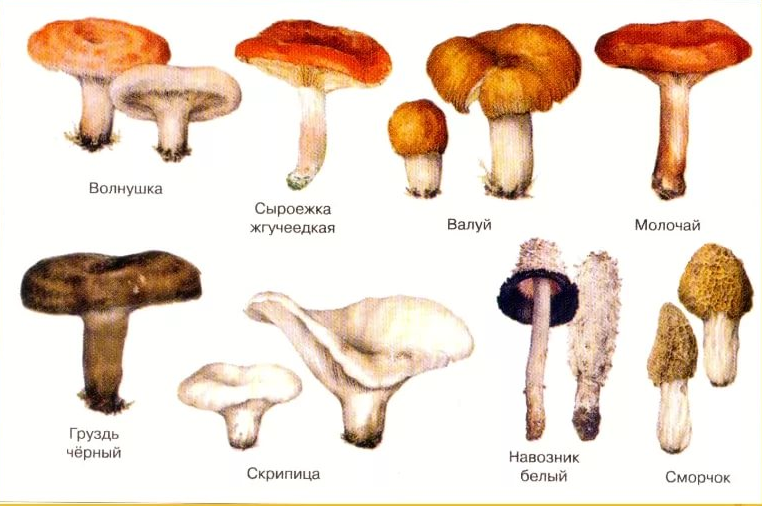 Волнушка
Сыроежка
жгучеедкая
Валуй
Молочай
Груздь
чёрный
Скрипица
Навозник
белый
Сморчок